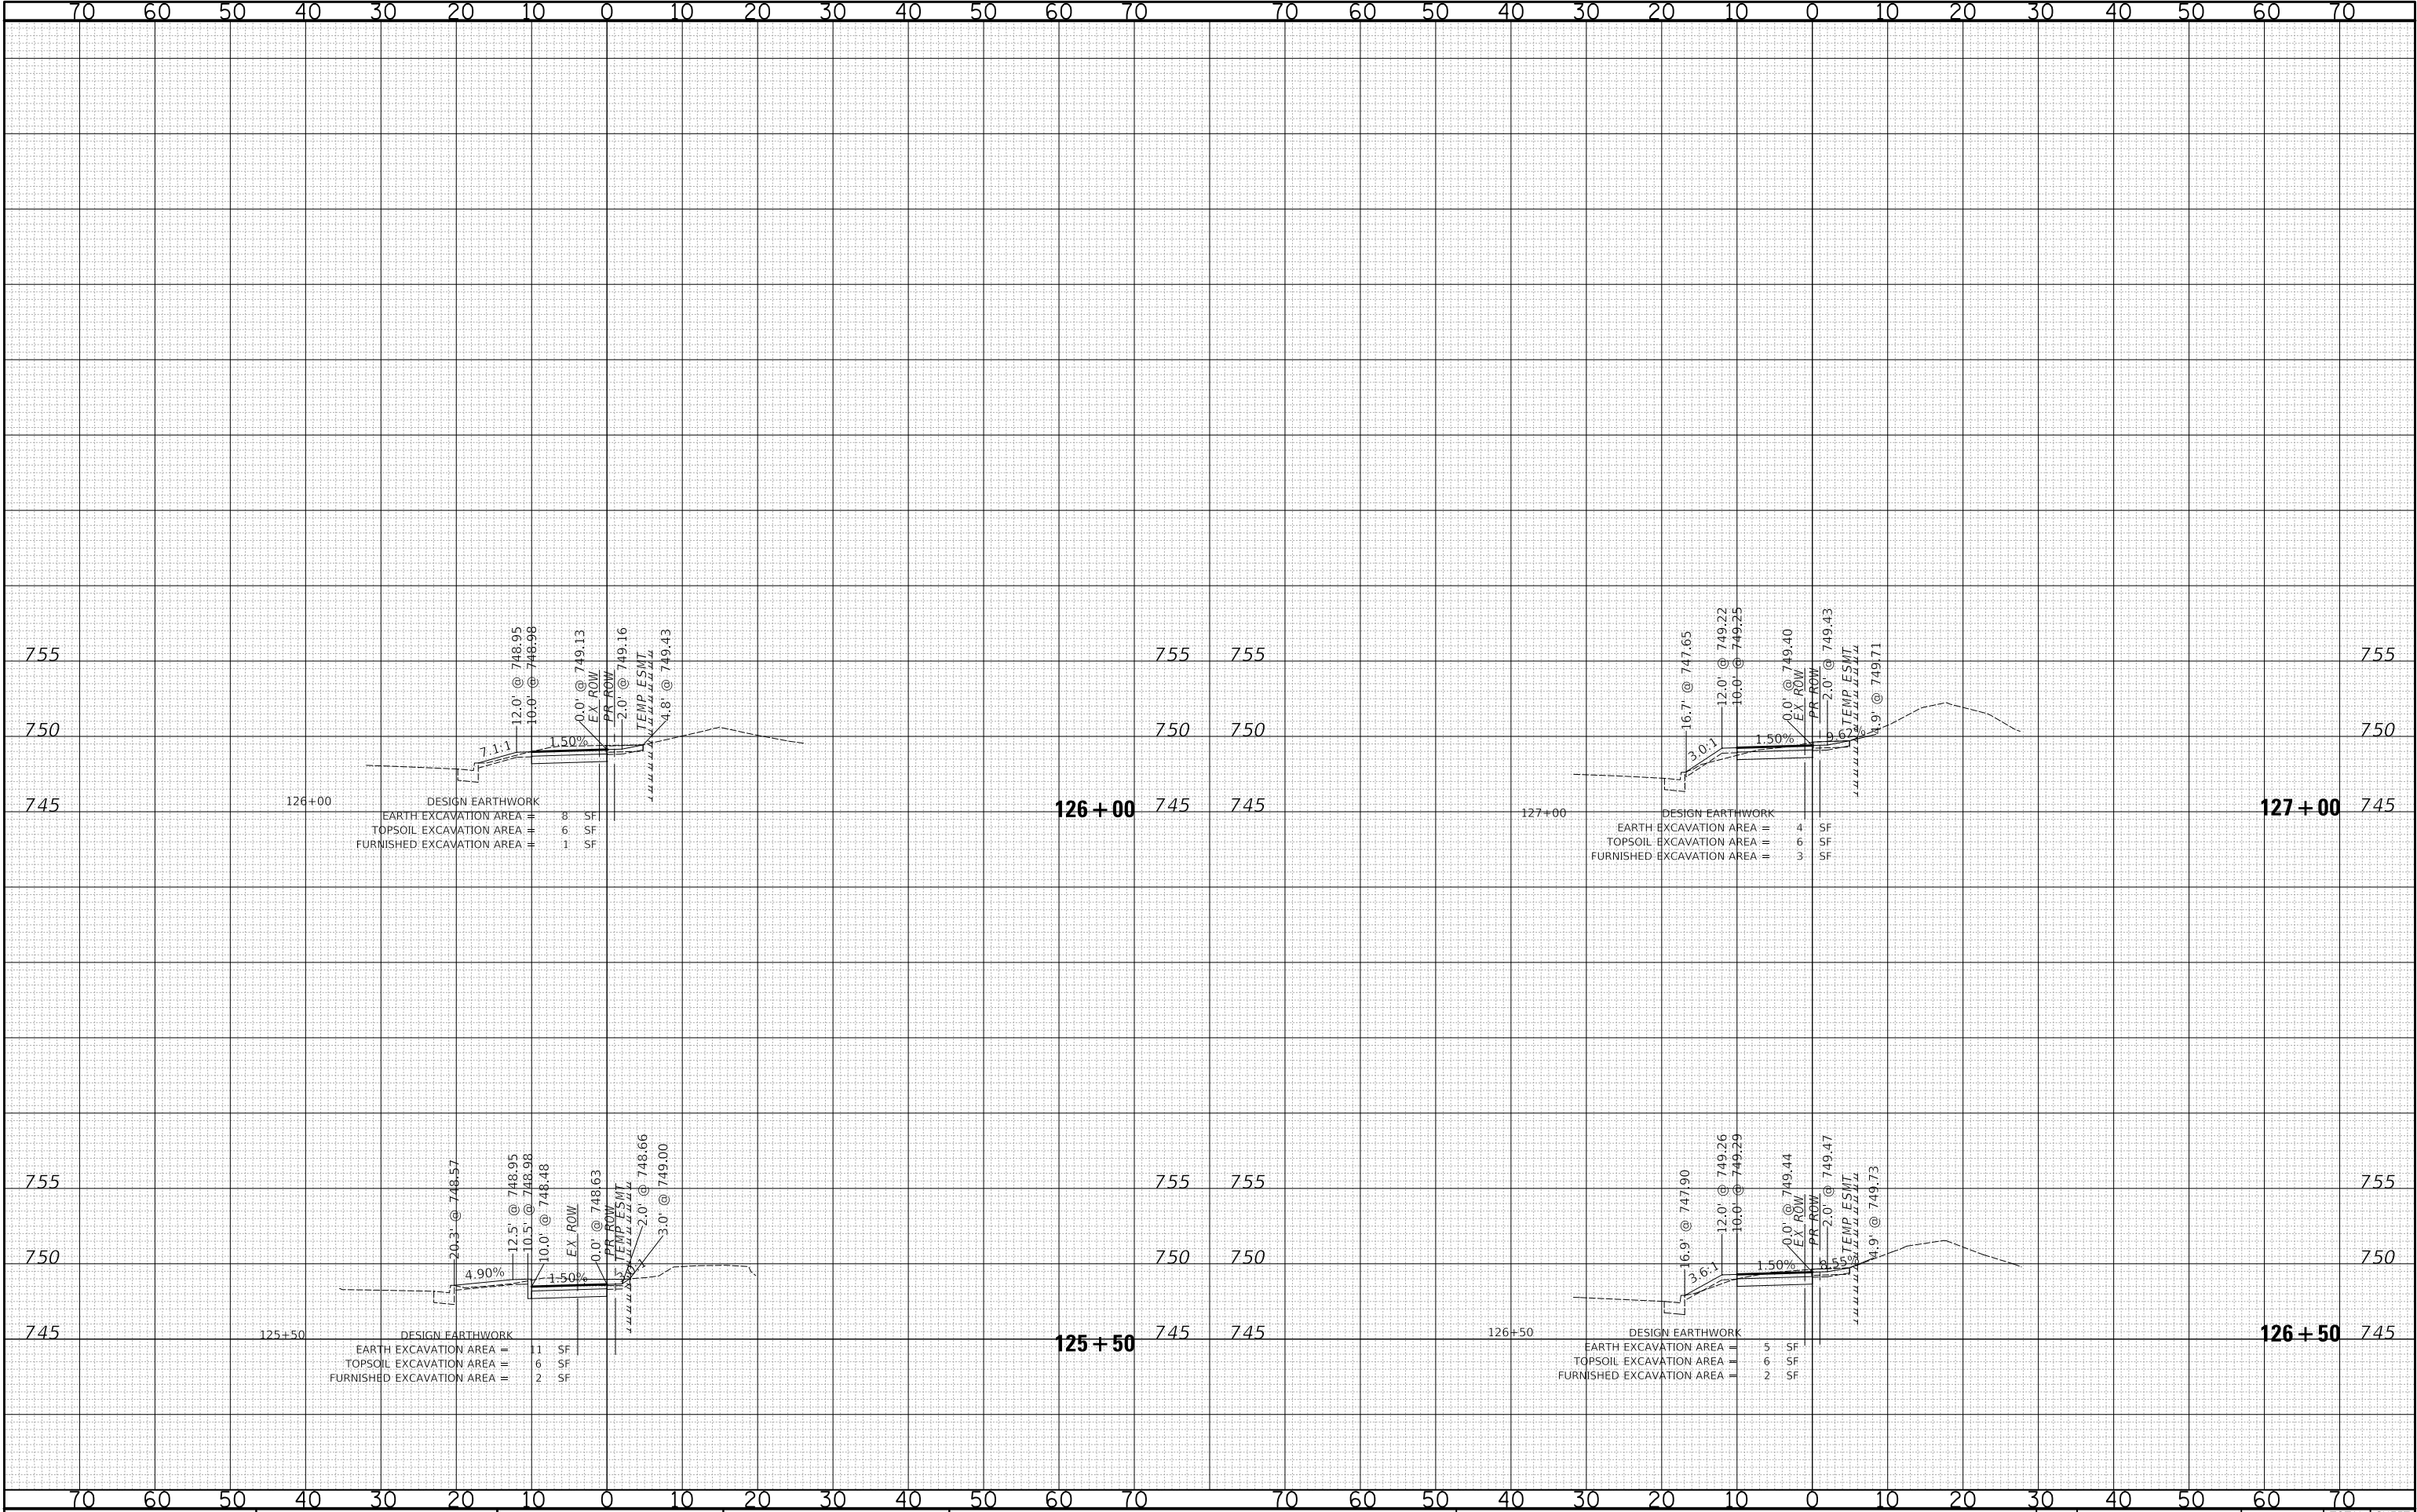 70 60 50 40 30 20 10 0 10 20 30 40 50 60 70 70 60 50 40 30 20 10 0 10 20 30 40 50 60 70
12.0' @ 748.95
10.0' @ 748.98
0.0' @ 749.13
EX ROW
PR ROW
2.0' @ 749.16
TEMP ESMT
4.8' @ 749.43
755 755
750 750
745 745
7.1:1
1.50%
126+00 DESIGN EARTHWORK
EARTH EXCAVATION AREA = 8 SF
TOPSOIL EXCAVATION AREA = 6 SF
FURNISHED EXCAVATION AREA = 1 SF
126+00
16.7' @ 747.65
12.0' @ 749.22
10.0' @ 749.25
0.0' @ 749.40
EX ROW
PR ROW
2.0' @ 749.43
TEMP ESMT
4.9' @ 749.71
755 755
750 750
745 745
3.0:1
1.50%
9.62%
127+00 DESIGN EARTHWORK
EARTH EXCAVATION AREA = 4 SF
TOPSOIL EXCAVATION AREA = 6 SF
FURNISHED EXCAVATION AREA = 3 SF
127+00
20.3' @ 748.57
12.5' @ 748.95
10.5' @ 748.98
10.0' @ 748.48
EX ROW
0.0' @ 748.63
PR ROW
TEMP ESMT
2.0' @ 748.66
3.0' @ 749.00
755 755
750 750
745 745
4.90%
1.50%
125+50 DESIGN EARTHWORK
EARTH EXCAVATION AREA = 11 SF
TOPSOIL EXCAVATION AREA = 6 SF
FURNISHED EXCAVATION AREA = 2 SF
125+50
16.9' @ 747.90
12.0' @ 749.26
10.0' @ 749.29
0.0' @ 749.44
EX ROW
PR ROW
2.0' @ 749.47
TEMP ESMT
4.9' @ 749.73
755 755
750 750
745 745
3.6:1
1.50%
8.55%
126+50 DESIGN EARTHWORK
EARTH EXCAVATION AREA = 5 SF
TOPSOIL EXCAVATION AREA = 6 SF
FURNISHED EXCAVATION AREA = 2 SF
126+50
70 60 50 40 30 20 10 0 10 20 30 40 50 60 70 70 60 50 40 30 20 10 0 10 20 30 40 50 60 70